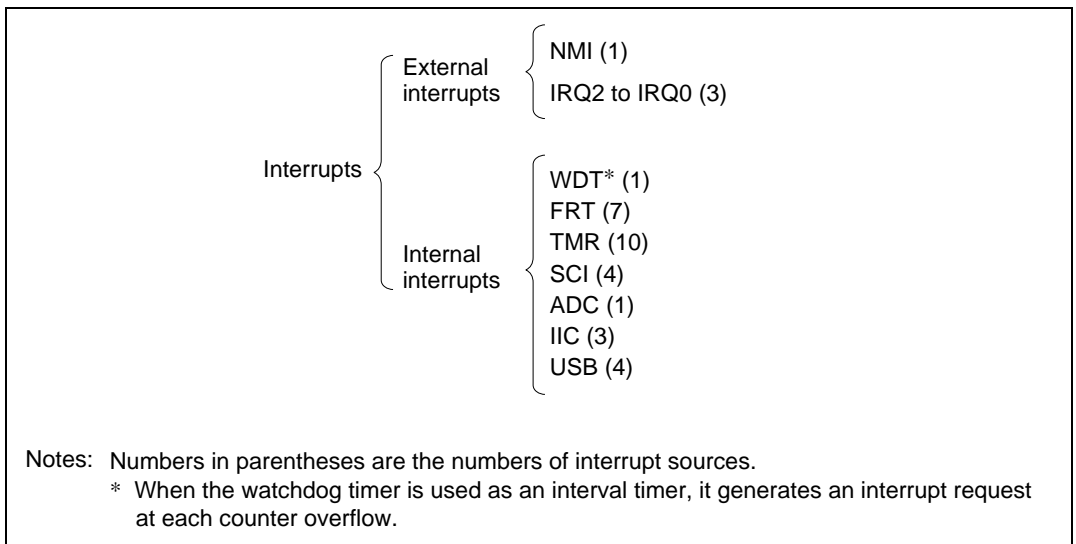 External
interrupts
NMI (1)
IRQ2 to IRQ0 (3)
Interrupts
Internal
interrupts
WDT* (1)
FRT (7)
TMR (10)
SCI (4)
ADC (1)
IIC (3)
USB (4)
Notes: Numbers in parentheses are the numbers of interrupt sources.
* When the watchdog timer is used as an interval timer, it generates an interrupt request
at each counter overflow.